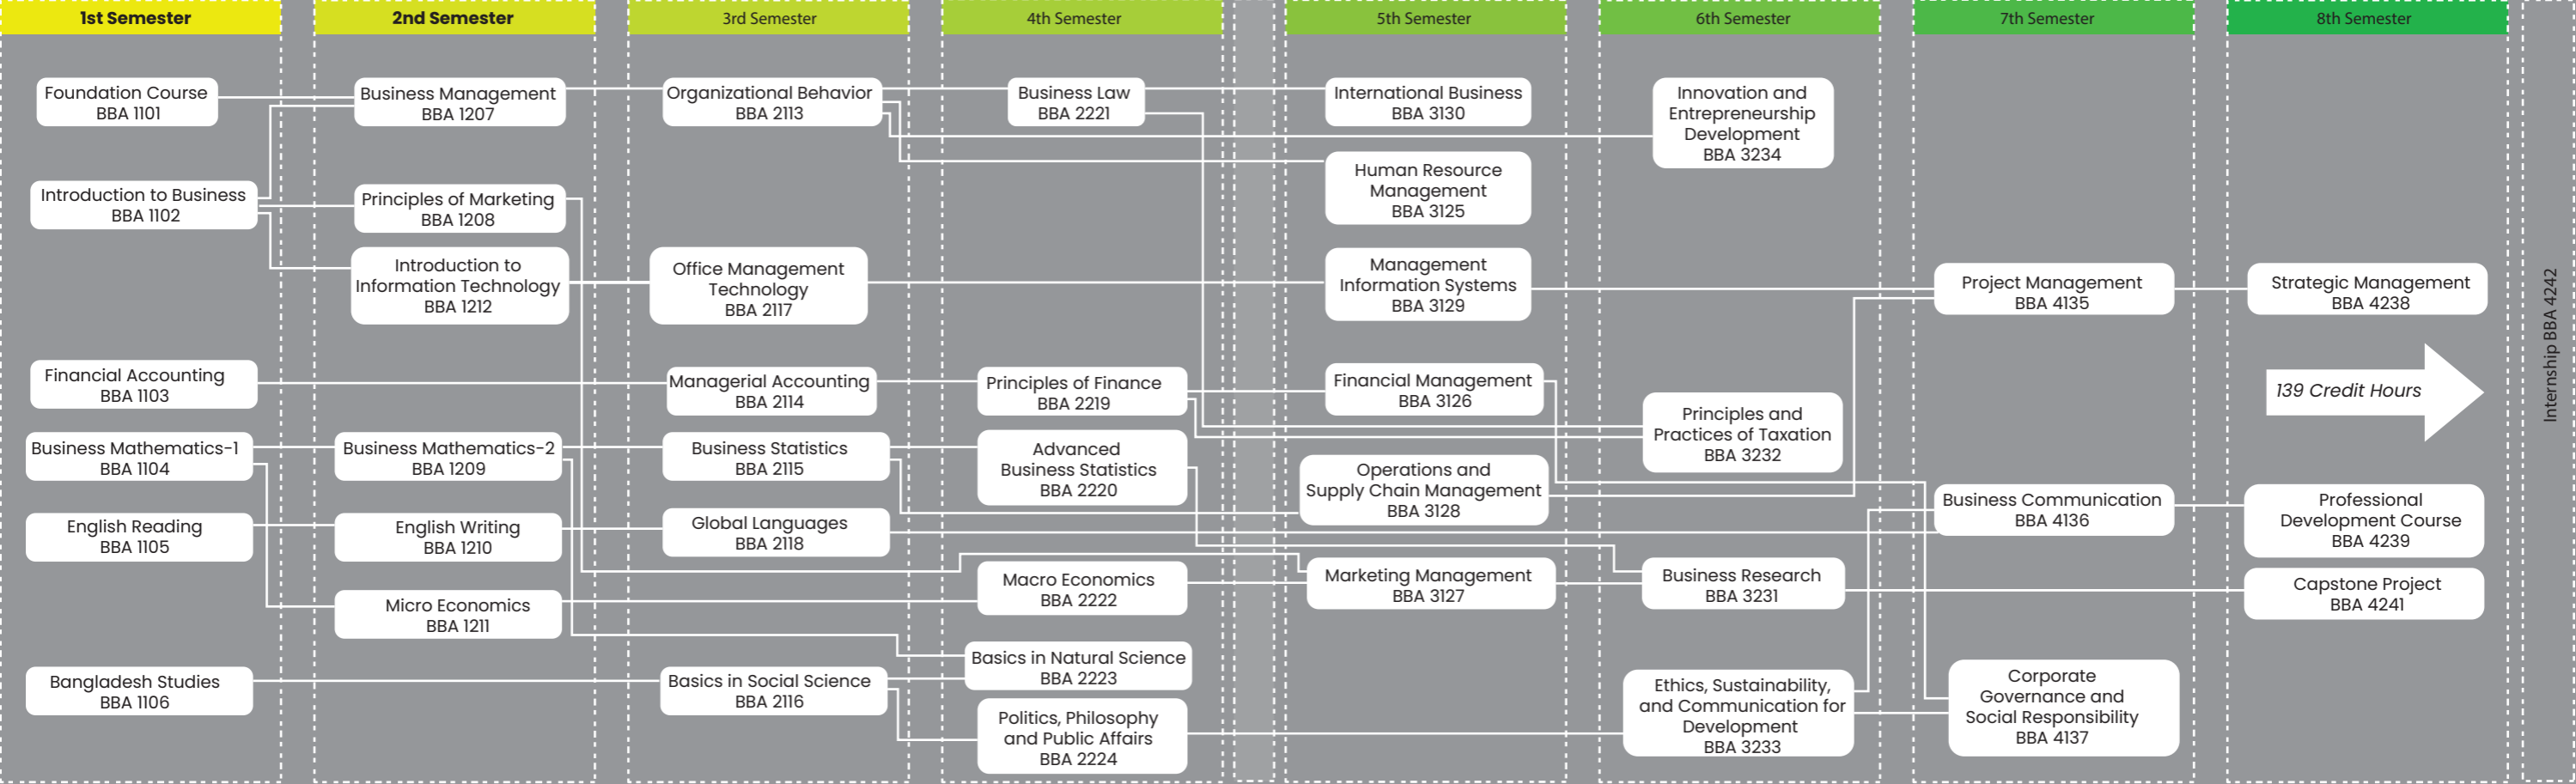 1st Semester
2nd Semester
3rd Semester
4th Semester
5th Semester
6th Semester
7th Semester
8th Semester
Foundation Course
BBA 1101
Introduction to Business
BBA 1102
Financial Accounting
BBA 1103
Business Mathematics-1
BBA 1104
English Reading
BBA 1105
Bangladesh Studies
BBA 1106
Business Management
BBA 1207
Principles of Marketing
BBA 1208
Introduction to
Information Technology
BBA 1212
Business Mathematics-2
BBA 1209
English Writing
BBA 1210
Micro Economics
BBA 1211
Organizational Behavior
BBA 2113
Office Management
Technology
BBA 2117
Managerial Accounting
BBA 2114
Business Statistics
BBA 2115
Global Languages
BBA 2118
Basics in Social Science
BBA 2116
Business Law
BBA 2221
Principles of Finance
BBA 2219
Advanced
Business Statistics
BBA 2220
Macro Economics
BBA 2222
Basics in Natural Science
BBA 2223
Politics, Philosophy
and Public Affairs
BBA 2224
International Business
BBA 3130
Human Resource
Management
BBA 3125
Management
Information Systems
BBA 3129
Financial Management
BBA 3126
Operations and
Supply Chain Management
BBA 3128
Marketing Management
BBA 3127
Innovation and
Entrepreneurship
Development
BBA 3234
Principles and
Practices of Taxation
BBA 3232
Business Research
BBA 3231
Ethics, Sustainability,
and Communication for
Development
BBA 3233
Project Management
BBA 4135
Business Communication
BBA 4136
Corporate
Governance and
Social Responsibility
BBA 4137
Strategic Management
BBA 4238
139 Credit Hours
Professional
Development Course
BBA 4239
Capstone Project
BBA 4241
Internship BBA 4242